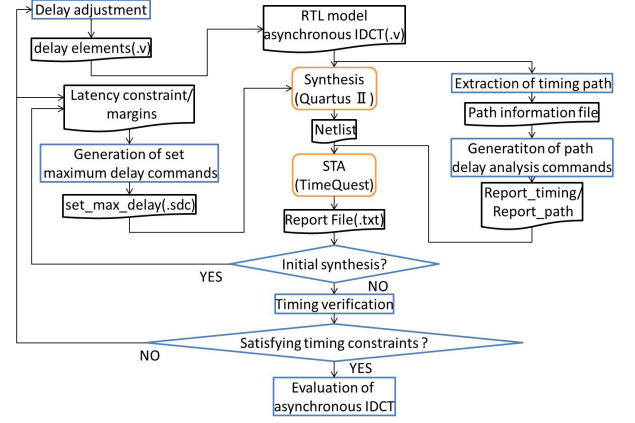 Delay adjustment
delay elements(.v)
Latency constraint/
margins
Generation of set
maximum delay commands
set_max_delay(.sdc)
RTL model
asynchronous IDCT(.v)
Synthesis
(Quartus Ⅱ)
Netlist
STA
(TimeQuest)
Report File(.txt)
Extraction of timing path
Path information file
Generatiton of path
delay analysis commands
Report_timing/
Report_path
Initial synthesis?
YES
NO
Timing verification
Satisfying timing constraints ?
NO
YES
Evaluation of
asynchronous IDCT